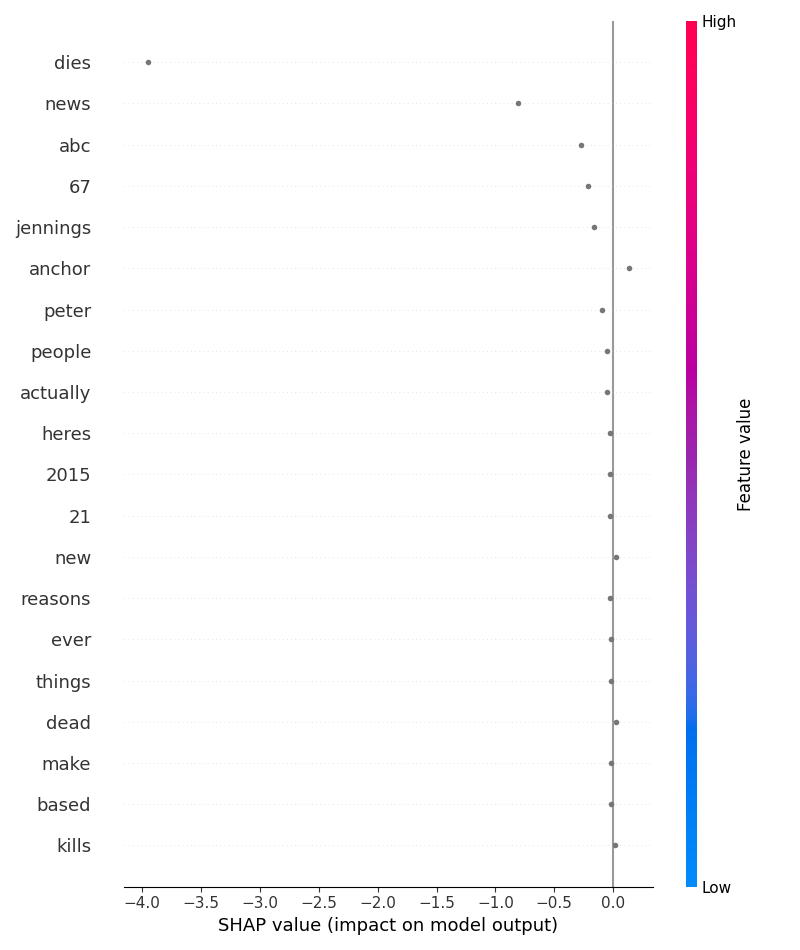 High
dies
news
abc
67
jennings
anchor
peter
people
actually
heres
2015
21
new
reasons
ever
things
dead
make
based
kills
Feature value
Low
−4.0 −3.5 −3.0 −2.5 −2.0 −1.5 −1.0 −0.5 0.0
SHAP value (impact on model output)